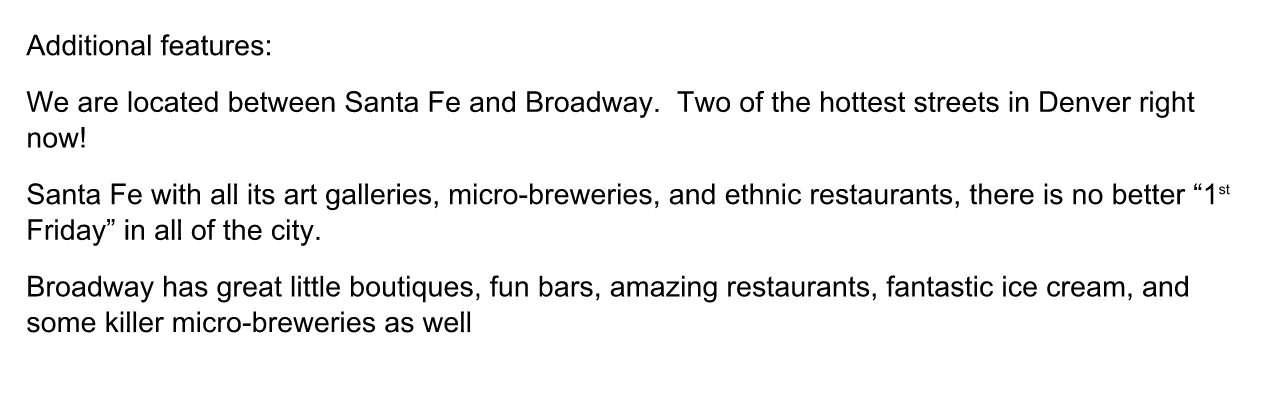 Additional features:
We are located between Santa Fe and Broadway.  Two of the hottest streets in Denver right
now!
Santa Fe with all its art galleries, micro-breweries, and ethnic restaurants, there is no better “1st
Friday” in all of the city.
Broadway has great little boutiques, fun bars, amazing restaurants, fantastic ice cream, and
some killer micro-breweries as well